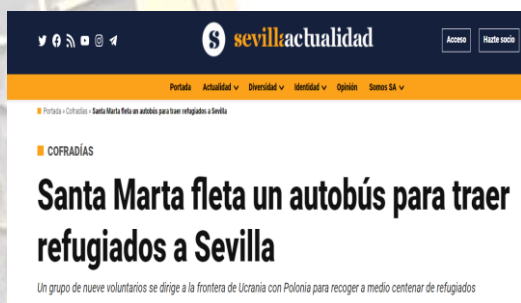 S sevillaactualidad
Acceso
Hazte socio
Portada Actualidad Diversidad Identidad Opinión Somos SA
Portada » Cofradías » Santa Marta fleta un autobús para traer refugiados a Sevilla
COFRADÍAS
Santa Marta fleta un autobús para traer
refugiados a Sevilla
Un grupo de nueve voluntarios se dirige a la frontera de Ucrania con Polonia para recoger a medio centenar de refugiados